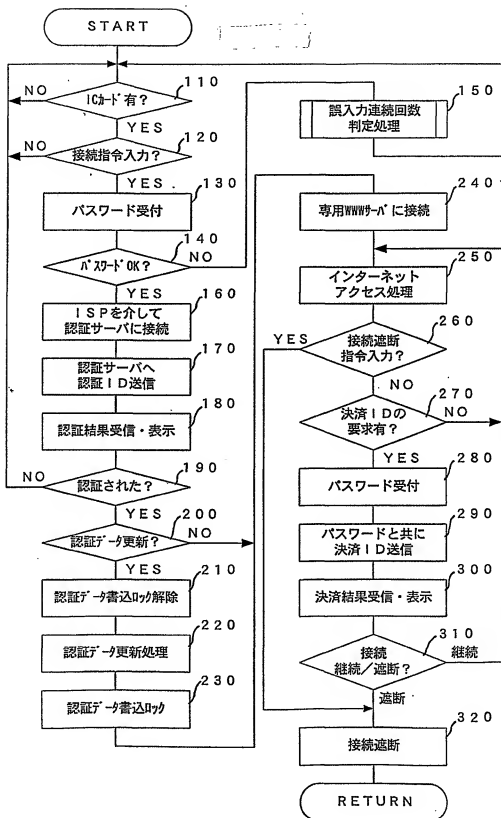 START
ICカード有?
110
NO
YES
接続指令入力?
120
NO
YES
パスワード受付
130
パスワードOK?
140
NO
YES
誤入力連続回数
判定処理
150
ISPを介して
認証サーバに接続
160
認証サーバへ
認証ID送信
170
認証結果受信・表示
180
認証された?
190
NO
YES
認証データ更新?
200
NO
YES
認証データ書込ロック解除
210
認証データ更新処理
220
認証データ書込ロック
230
専用WWWサーバに接続
240
インターネット
アクセス処理
250
接続遮断
指令入力?
260
YES
NO
決済IDの
要求有?
270
NO
YES
パスワード受付
280
パスワードと共に
決済ID送信
290
決済結果受信・表示
300
接続
継続/遮断?
310
継続
遮断
接続遮断
320
RETURN